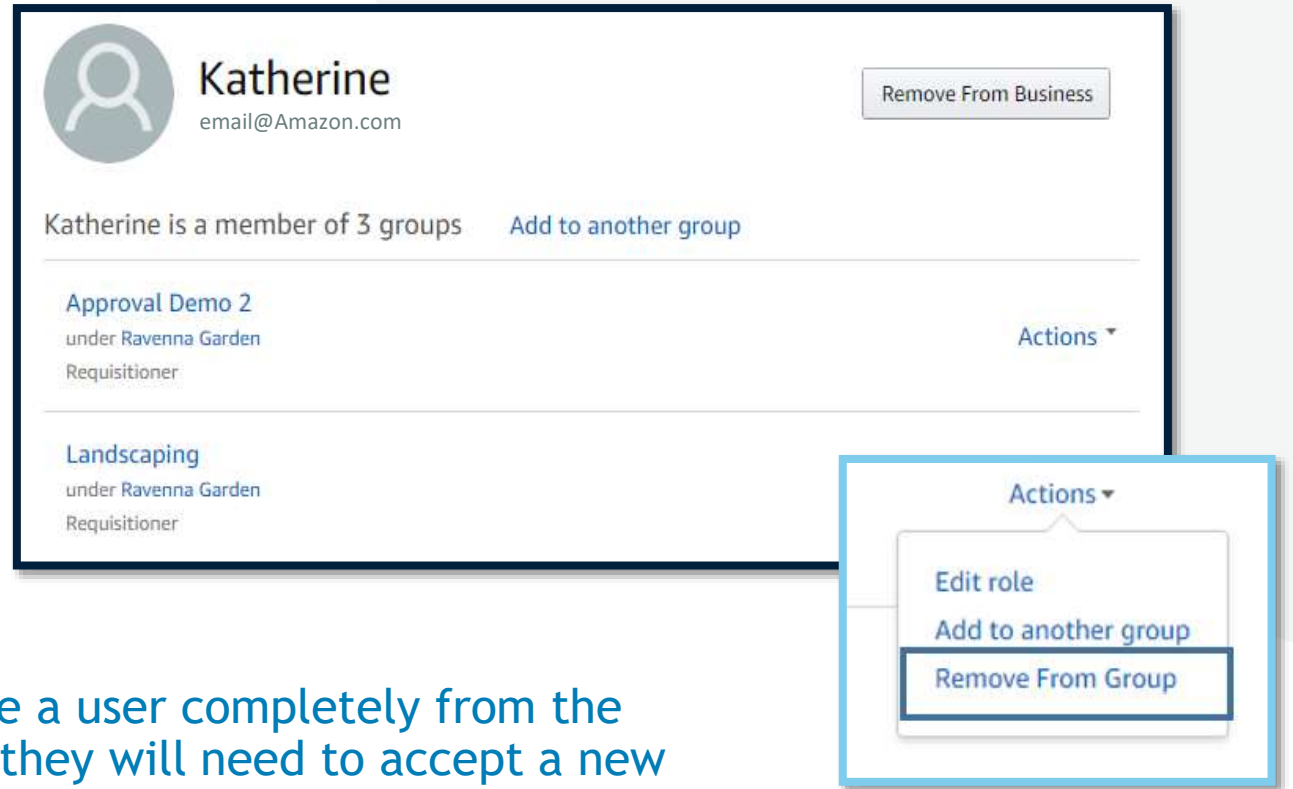 Katherine
email@Amazon.com
Remove From Business
Katherine is a member of 3 groups Add to another group
Approval Demo 2
under Ravenna Garden
Requisitioner
Actions
Landscaping
under Ravenna Garden
Requisitioner
Actions
Edit role
Add to another group
Remove From Group
e a user completely from the
they will need to accept a new